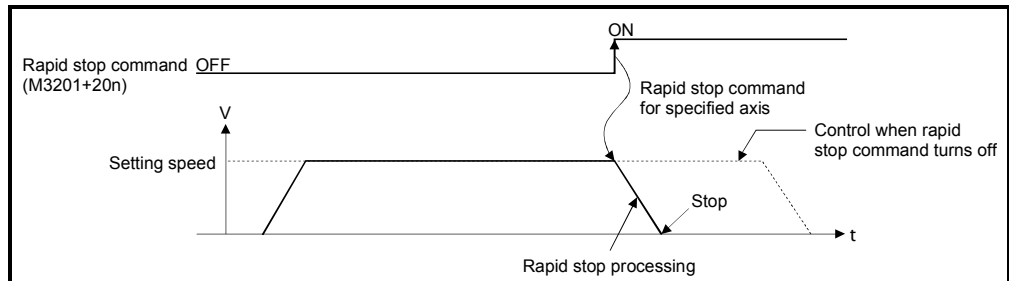 ON
Rapid stop command OFF
(M3201+20n)
Rapid stop command
for specified axis
V
Control when rapid
stop command turns off
Setting speed
Stop
t
Rapid stop processing